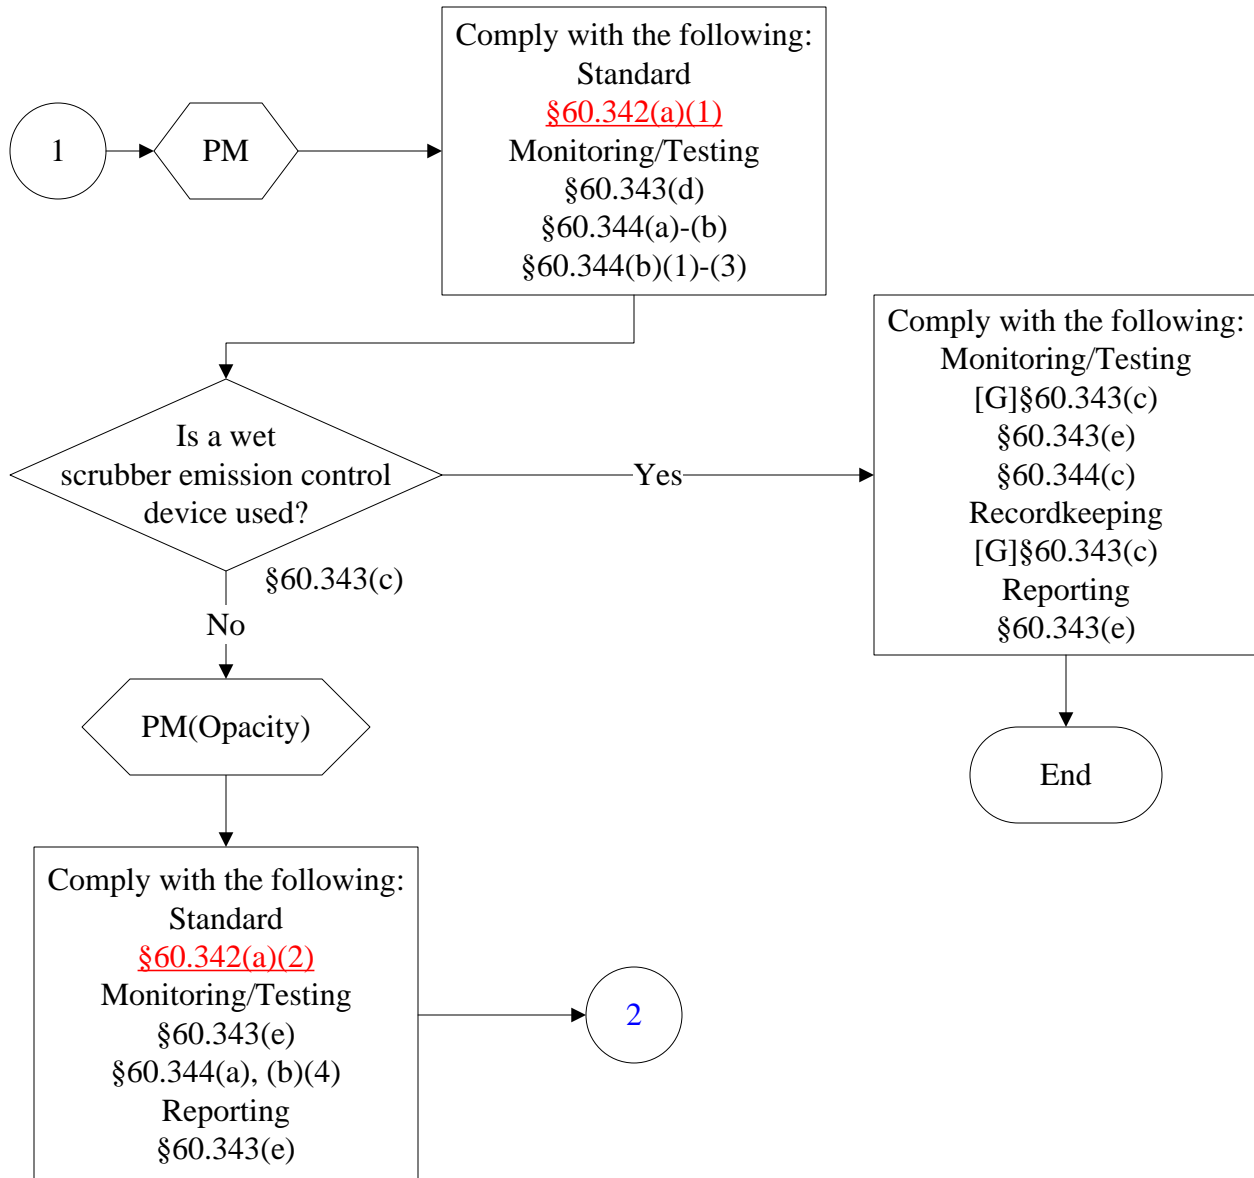 1
PM
Comply with the following:
Standard
§60.342(a)(1)
Monitoring/Testing
§60.343(d)
§60.344(a)-(b)
§60.344(b)(1)-(3)
Is a wet
scrubber emission control
device used?
§60.343(c)
Yes
Comply with the following:
Monitoring/Testing
[G]§60.343(c)
§60.343(e)
§60.344(c)
Recordkeeping
[G]§60.343(c)
Reporting
§60.343(e)
End
No
PM(Opacity)
Comply with the following:
Standard
§60.342(a)(2)
Monitoring/Testing
§60.343(e)
§60.344(a), (b)(4)
Reporting
§60.343(e)
2